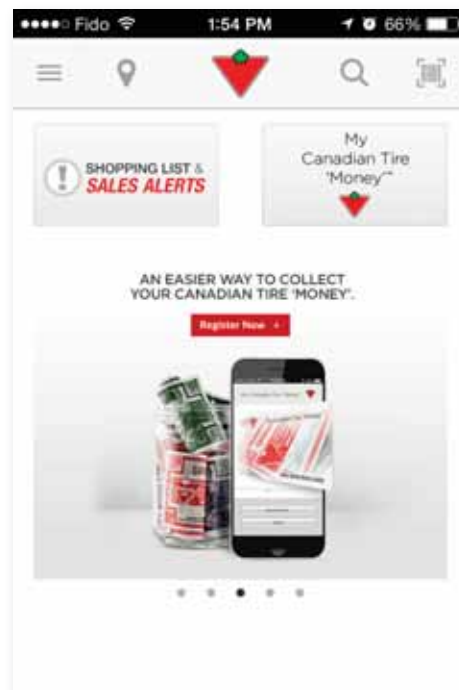 Fido 1:54 PM 66%
SHOPPING LIST &
SALES ALERTS
My
Canadian Tire
'Money'™
AN EASIER WAY TO COLLECT
YOUR CANADIAN TIRE 'MONEY'.
Register Now